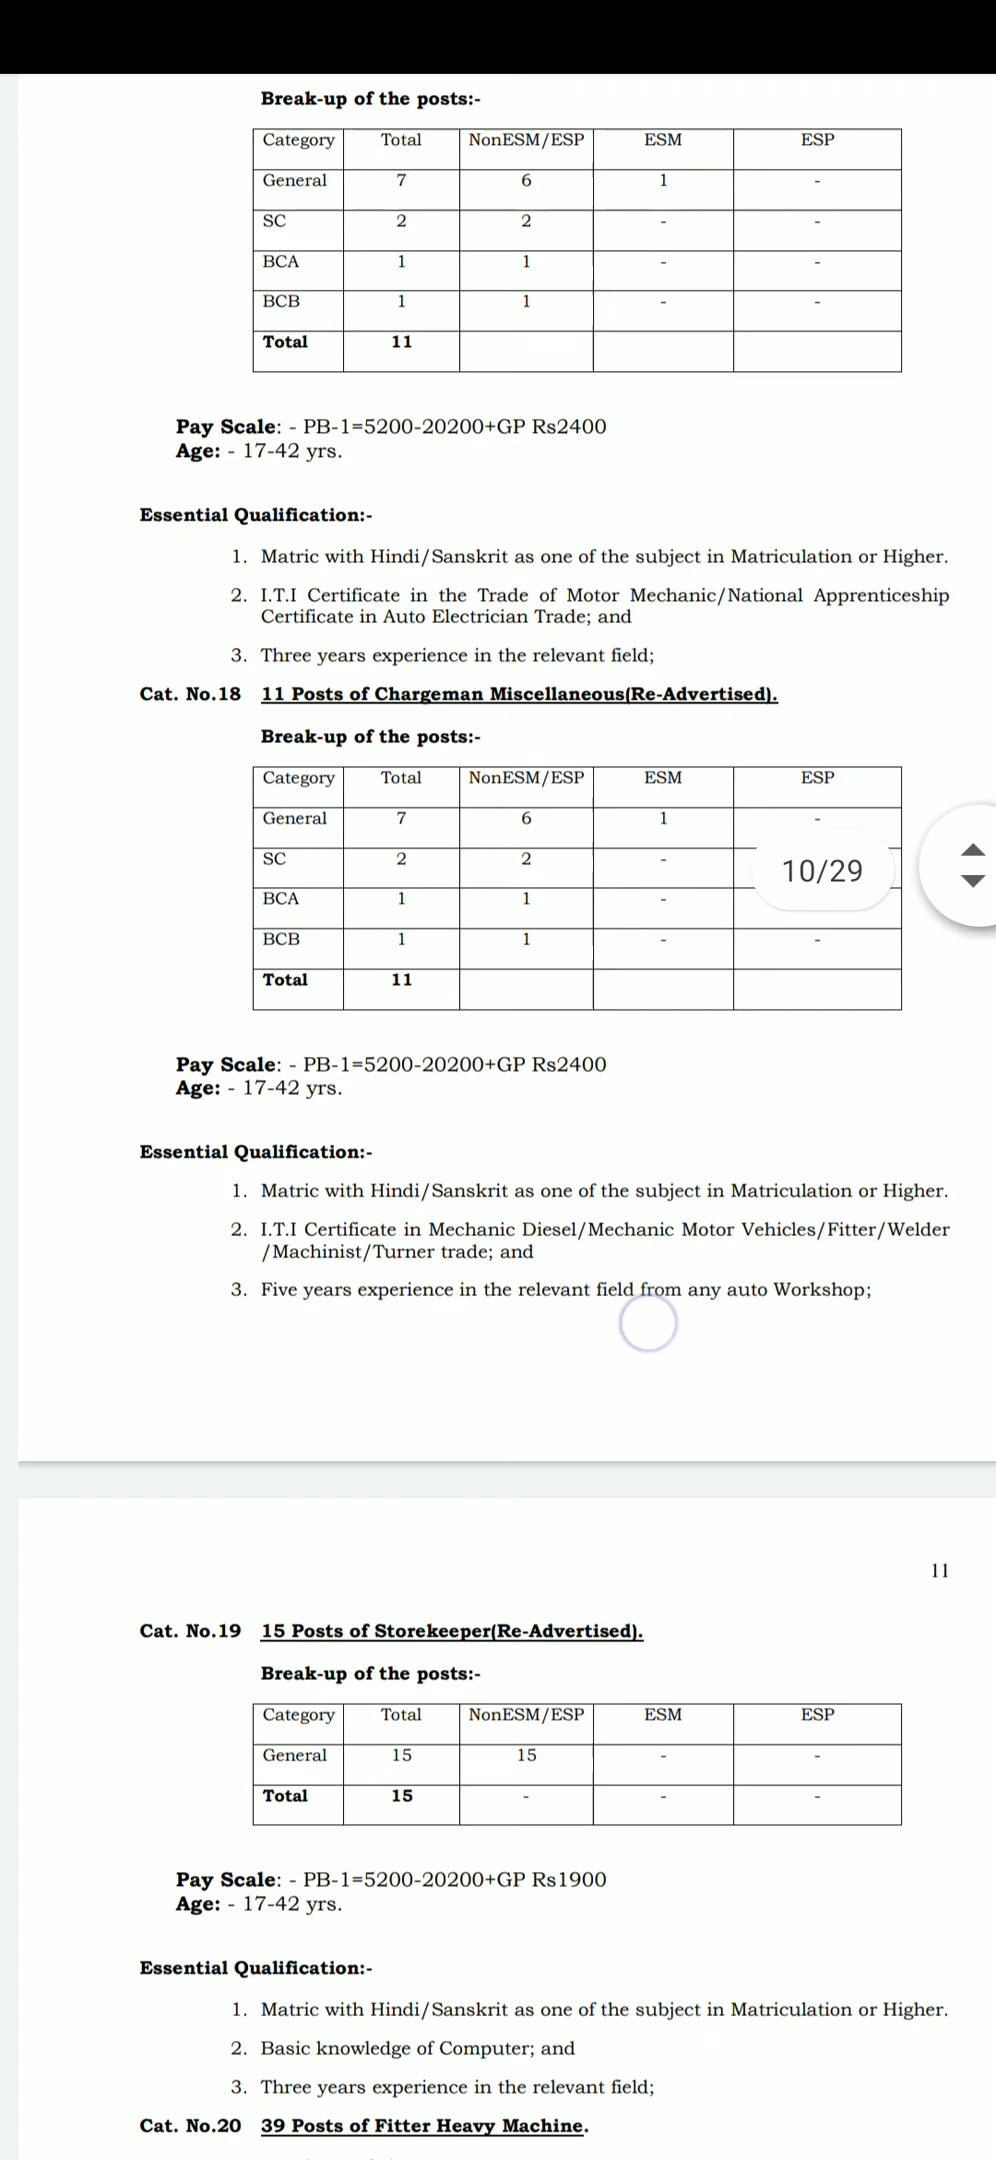 Break-up of the posts:-
Category Total NonESM/ESP ESM ESP
General 7 6 1 -
SC 2 2 - -
BCA 1 1 - -
BCB 1 1 - -
Total 11
Pay Scale: - PB-1=5200-20200+GP Rs2400
Age: - 17-42 yrs.
Essential Qualification:-
1. Matric with Hindi/Sanskrit as one of the subject in Matriculation or Higher.
2. I.T.I Certificate in the Trade of Motor Mechanic/National Apprenticeship
Certificate in Auto Electrician Trade; and
3. Three years experience in the relevant field;
Cat. No.18 11 Posts of Chargeman Miscellaneous(Re-Advertised).
Break-up of the posts:-
Category Total NonESM/ESP ESM ESP
General 7 6 1 -
SC 2 2 -
10/29
BCA 1 1 -
BCB 1 1 - -
Total 11
Pay Scale: - PB-1=5200-20200+GP Rs2400
Age: - 17-42 yrs.
Essential Qualification:-
1. Matric with Hindi/Sanskrit as one of the subject in Matriculation or Higher.
2. I.T.I Certificate in Mechanic Diesel/Mechanic Motor Vehicles/Fitter/Welder
/Machinist/Turner trade; and
3. Five years experience in the relevant field from any auto Workshop;
11
Cat. No.19 15 Posts of Storekeeper(Re-Advertised).
Break-up of the posts:-
Category Total NonESM/ESP ESM ESP
General 15 15 - -
Total 15 - - -
Pay Scale: - PB-1=5200-20200+GP Rs1900
Age: - 17-42 yrs.
Essential Qualification:-
1. Matric with Hindi/Sanskrit as one of the subject in Matriculation or Higher.
2. Basic knowledge of Computer; and
3. Three years experience in the relevant field;
Cat. No.20 39 Posts of Fitter Heavy Machine.